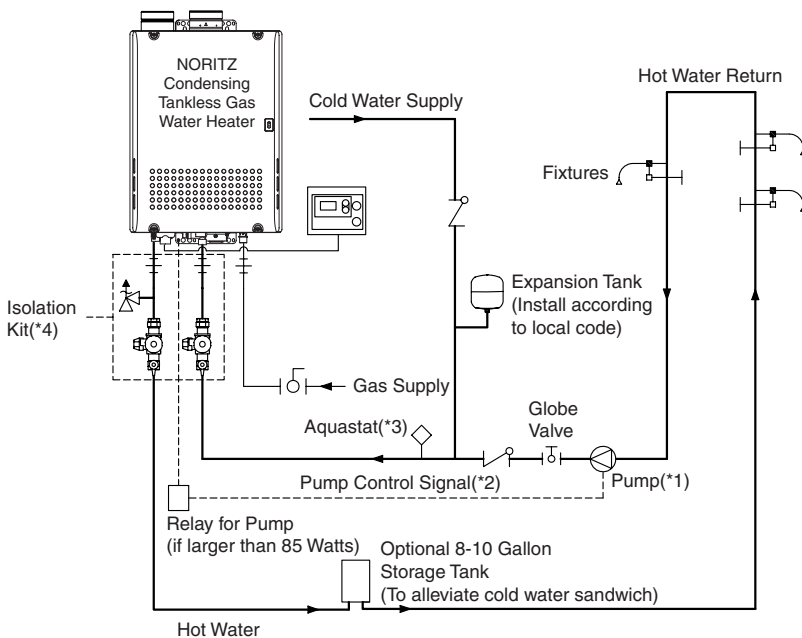 NORITZ
Condensing
Tankless Gas
Water Heater
Hot Water Return
Cold Water Supply
Fixtures
Expansion Tank
(Install according
to local code)
Isolation
Kit(*4)
Gas Supply
Globe
Valve
Aquastat(*3)
Pump Control Signal(*2)
Pump(*1)
Relay for Pump
(if larger than 85 Watts)
Optional 8-10 Gallon
Storage Tank
(To alleviate cold water sandwich)
Hot Water